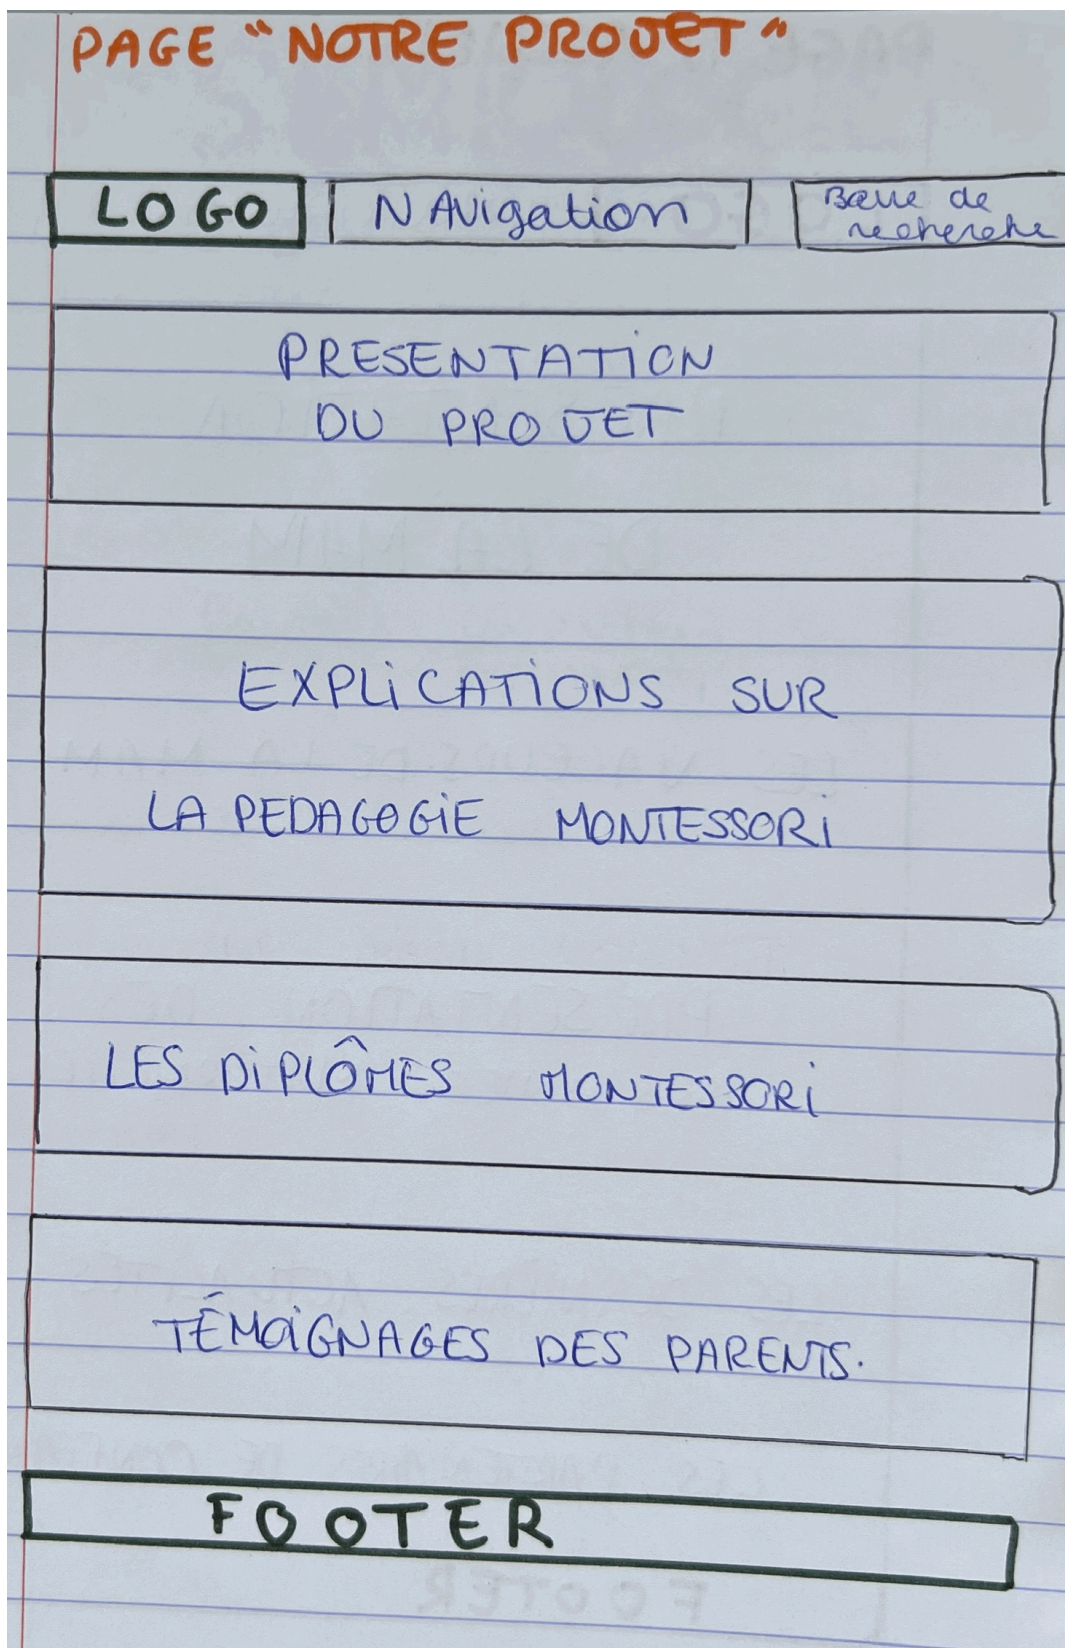 PAGE "NOTRE PROJET"
LOGO
NAvigation
Barre de
recherche
PRESENTATION
DU PROJET
EXPLICATIONS SUR
LA PEDAGOGIE MONTESSORI
LES DIPLÔMES MONTESSORI
TÉMOIGNAGES DES PARENTS.
FOOTER